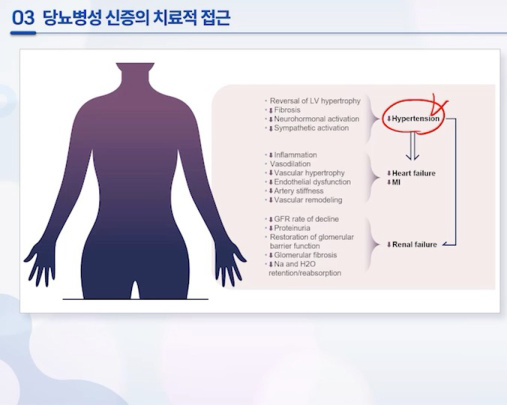 03 당뇨병성 신증의 치료적 접근
• Reversal of LV hypertrophy
• ⬇Fibrosis
• ⬇Neurohormonal activation
• ⬇Sympathetic activation
⬇Hypertension
• ⬇Inflammation
Vasodilation
• ⬇Vascular hypertrophy
• ⬇Endothelial dysfunction
• ⬇Artery stiffness
• ⬇Vascular remodeling
⬇Heart failure
⬇MI
• ⬇GFR rate of decline
• ⬇Proteinuria
• Restoration of glomerular
barrier function
• ⬇Glomerular fibrosis
• ⬇Na and H2O
retention/reabsorption
⬇Renal failure